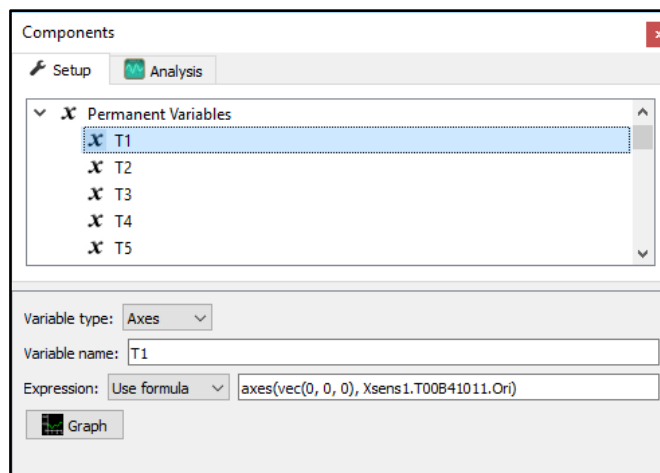 Components
Setup Analysis
x Permanent Variables
x T1
x T2
x T3
x T4
x T5
Variable type: Axes
Variable name: T1
Expression: Use formula axes(vec(0, 0, 0), Xsens1.T00B41011.Ori)
Graph